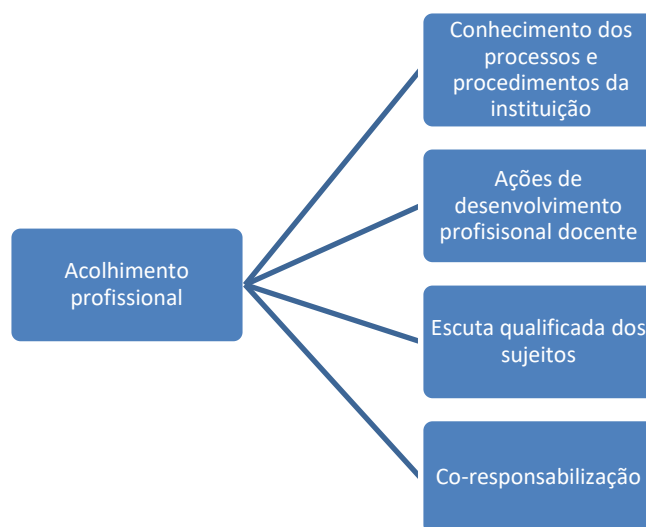 Conhecimento dos
processos e
procedimentos da
instituição
Ações de
desenvolvimento
profisisonal docente
Acolhimento
profissional
Escuta qualificada dos
sujeitos
Co-responsabilização